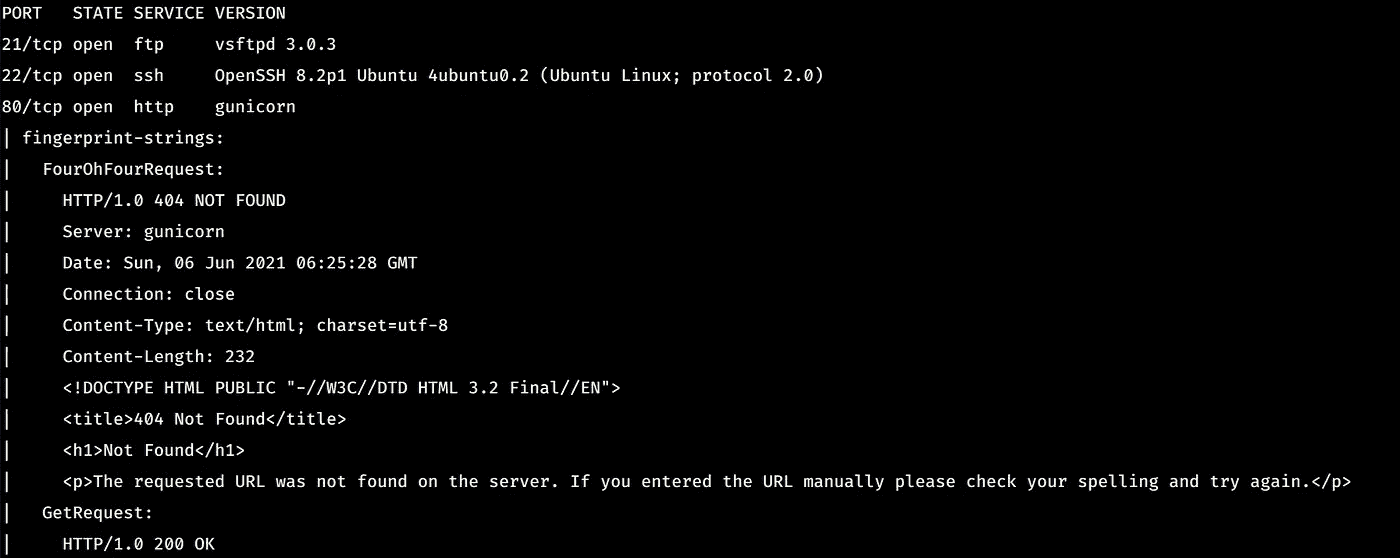 PORT   STATE SERVICE VERSION
21/tcp open  ftp     vsftpd 3.0.3
22/tcp open  ssh     OpenSSH 8.2p1 Ubuntu 4ubuntu0.2 (Ubuntu Linux; protocol 2.0)
80/tcp open  http    gunicorn
| fingerprint-strings:
|   FourOhFourRequest:
|     HTTP/1.0 404 NOT FOUND
|     Server: gunicorn
|     Date: Sun, 06 Jun 2021 06:25:28 GMT
|     Connection: close
|     Content-Type: text/html; charset=utf-8
|     Content-Length: 232
|     <!DOCTYPE HTML PUBLIC "-//W3C//DTD HTML 3.2 Final//EN">
|     <title>404 Not Found</title>
|     <h1>Not Found</h1>
|     <p>The requested URL was not found on the server. If you entered the URL manually please check your spelling and try again.</p>
|   GetRequest:
|     HTTP/1.0 200 OK